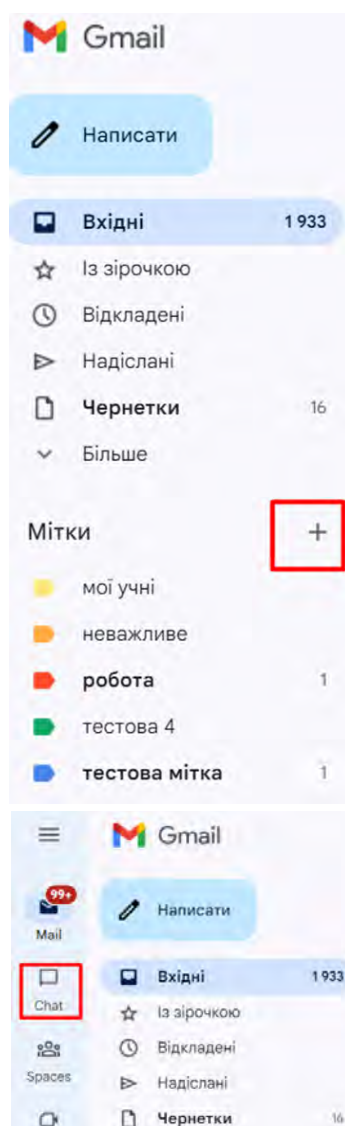 Gmail
Написати
Вхідні 1 933
Із зірочкою
Відкладені
Надіслані
Чернетки 16
Більше
Мітки +
мої учні
неважливе
робота 1
тестова 4
тестова мітка 1
Gmail
99+
Mail
Написати
Chat
Вхідні 1 933
Із зірочкою
Spaces
Відкладені
Надіслані
Чернетки 16